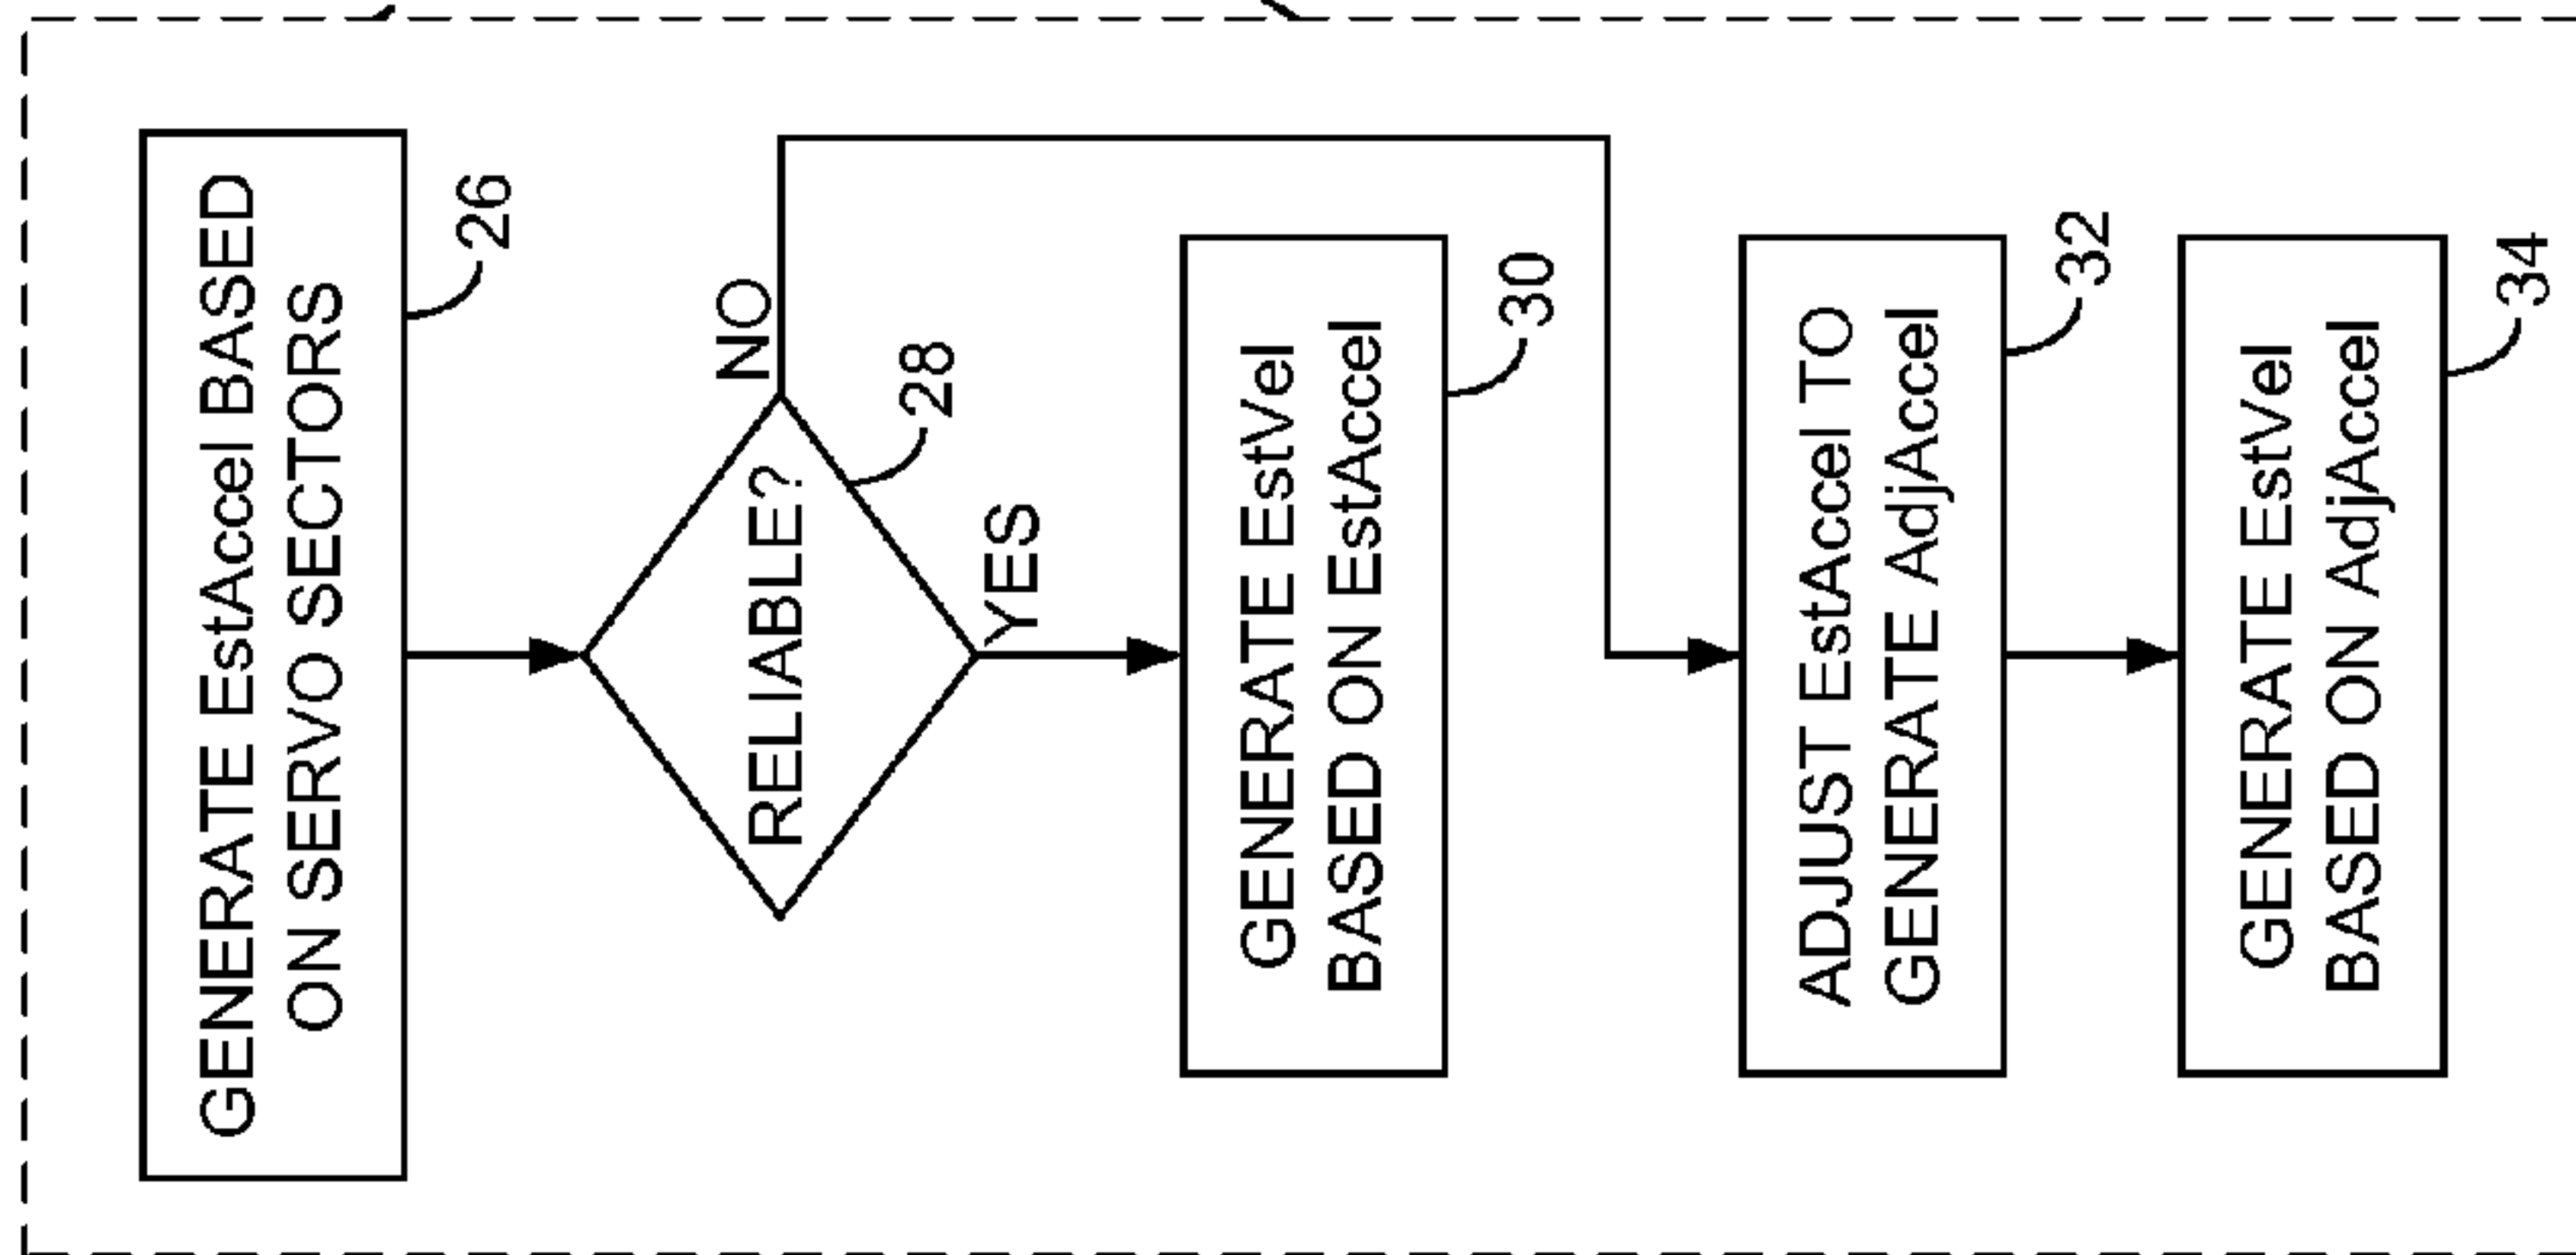 GENERATE EstAccel BASED
ON SERVO SECTORS
26
RELIABLE?
28
NO
YES
GENERATE EstVel
BASED ON EstAccel
30
ADJUST EstAccel TO
GENERATE AdjAccel
32
GENERATE EstVel
BASED ON AdjAccel
34